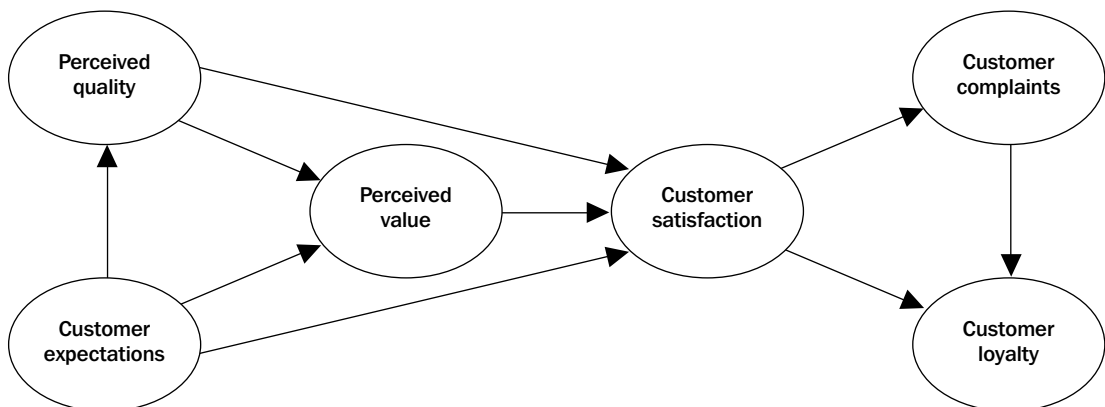 Perceived
quality
Customer
complaints
Perceived
value
Customer
satisfaction
Customer
expectations
Customer
loyalty